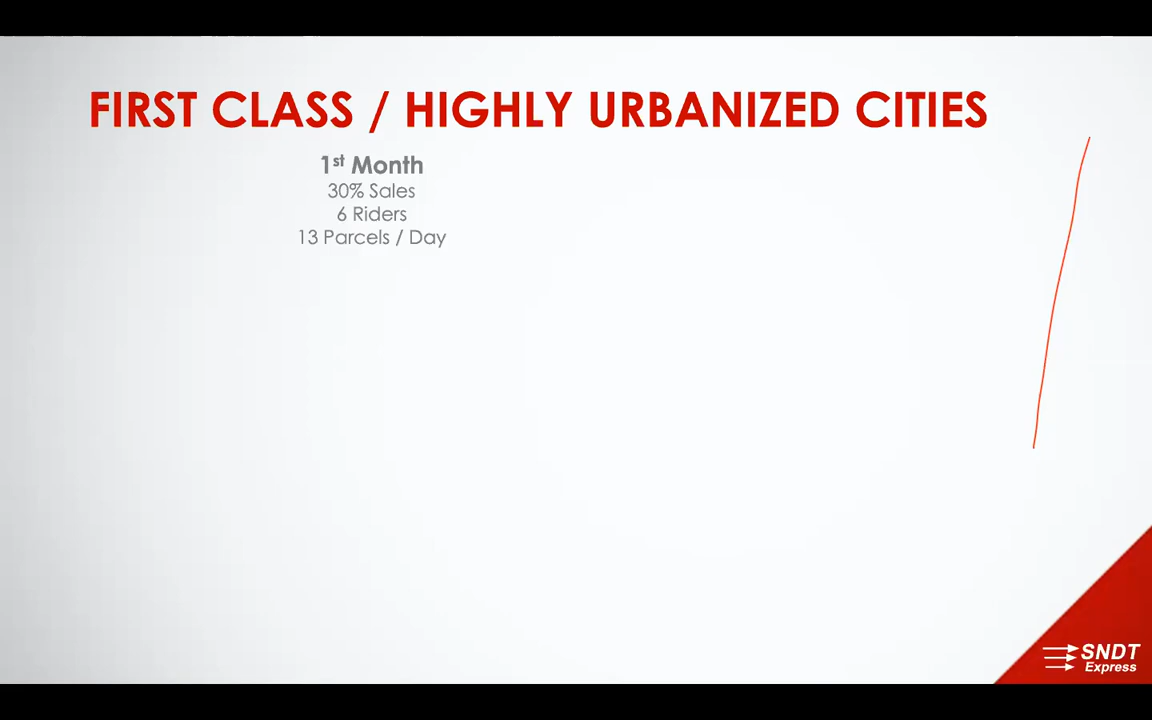 FIRST CLASS / HIGHLY URBANIZED CITIES
1st Month
30% Sales
6 Riders
13 Parcels / Day
SNDT
Express